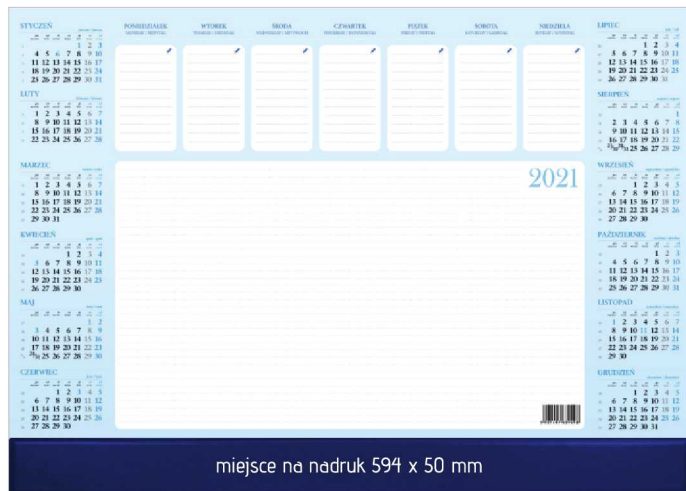 STYCZEŃ
1 2 3
4 5 6 7 8 9 10
11 12 13 14 15 16 17
18 19 20 21 22 23 24
25 26 27 28 29 30 31
LUTY
1 2 3 4 5 6 7
8 9 10 11 12 13 14
15 16 17 18 19 20 21
22 23 24 25 26 27 28
MARZEC
1 2 3 4 5 6 7
8 9 10 11 12 13 14
15 16 17 18 19 20 21
22 23 24 25 26 27 28
29 30 31
KWIECIEŃ
1 2 3 4
5 6 7 8 9 10 11
12 13 14 15 16 17 18
19 20 21 22 23 24 25
26 27 28 29 30
MAJ
1 2
3 4 5 6 7 8 9
10 11 12 13 14 15 16
17 18 19 20 21 22 23
24/31 25 26 27 28 29 30
CZERWIEC
1 2 3 4 5 6
7 8 9 10 11 12 13
14 15 16 17 18 19 20
21 22 23 24 25 26 27
28 29 30
PONIEDZIAŁEK WTOREK ŚRODA CZWARTEK PIĄTEK SOBOTA NIEDZIELA
2021
LIPIEC
1 2 3 4
5 6 7 8 9 10 11
12 13 14 15 16 17 18
19 20 21 22 23 24 25
26 27 28 29 30 31
SIERPIEŃ
1
2 3 4 5 6 7 8
9 10 11 12 13 14 15
16 17 18 19 20 21 22
23/30 24/31 25 26 27 28 29
WRZESIEŃ
1 2 3 4 5
6 7 8 9 10 11 12
13 14 15 16 17 18 19
20 21 22 23 24 25 26
27 28 29 30
PAŹDZIERNIK
1 2 3
4 5 6 7 8 9 10
11 12 13 14 15 16 17
18 19 20 21 22 23 24
25 26 27 28 29 30 31
LISTOPAD
1 2 3 4 5 6 7
8 9 10 11 12 13 14
15 16 17 18 19 20 21
22 23 24 25 26 27 28
29 30
GRUDZIEŃ
1 2 3 4 5
6 7 8 9 10 11 12
13 14 15 16 17 18 19
20 21 22 23 24 25 26
27 28 29 30 31
miejsce na nadruk 594 x 50 mm